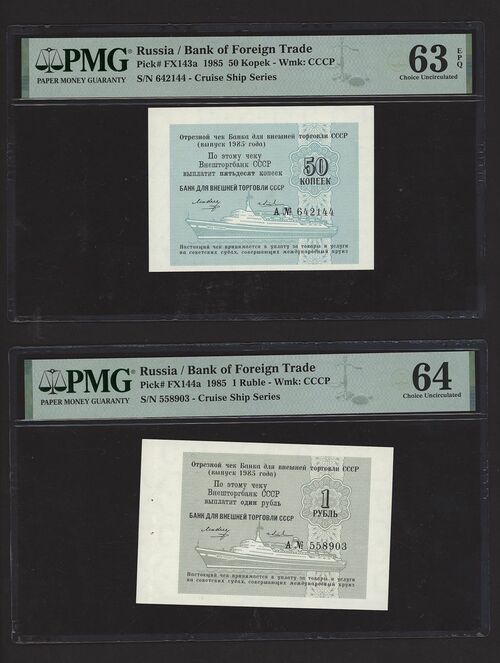 PMG®
PAPER MONEY GUARANTY
Russia / Bank of Foreign Trade
Pick# FX143a 1985 50 Kopek - Wmk: CCCP
S/N 642144 - Cruise Ship Series
63 EPQ
Choice Uncirculated
Отрезной чек Банка для внешней торговли СССР
(выпуск 1985 года)
По этому чеку
Внешторгбанк СССР
выплатит пятьдесят копеек
50
КОПЕЕК
БАНК ДЛЯ ВНЕШНЕЙ ТОРГОВЛИ СССР
А № 642144
Настоящий чек принимается в уплату за товары и услуги
на советских судах, совершающих международный круиз
PMG®
PAPER MONEY GUARANTY
Russia / Bank of Foreign Trade
Pick# FX144a 1985 1 Ruble - Wmk: CCCP
S/N 558903 - Cruise Ship Series
64
Choice Uncirculated
Отрезной чек Банка для внешней торговли СССР
(выпуск 1985 года)
По этому чеку
Внешторгбанк СССР
выплатит один рубль
1
РУБЛЬ
БАНК ДЛЯ ВНЕШНЕЙ ТОРГОВЛИ СССР
А № 558903
Настоящий чек принимается в уплату за товары и услуги
на советских судах, совершающих международный круиз